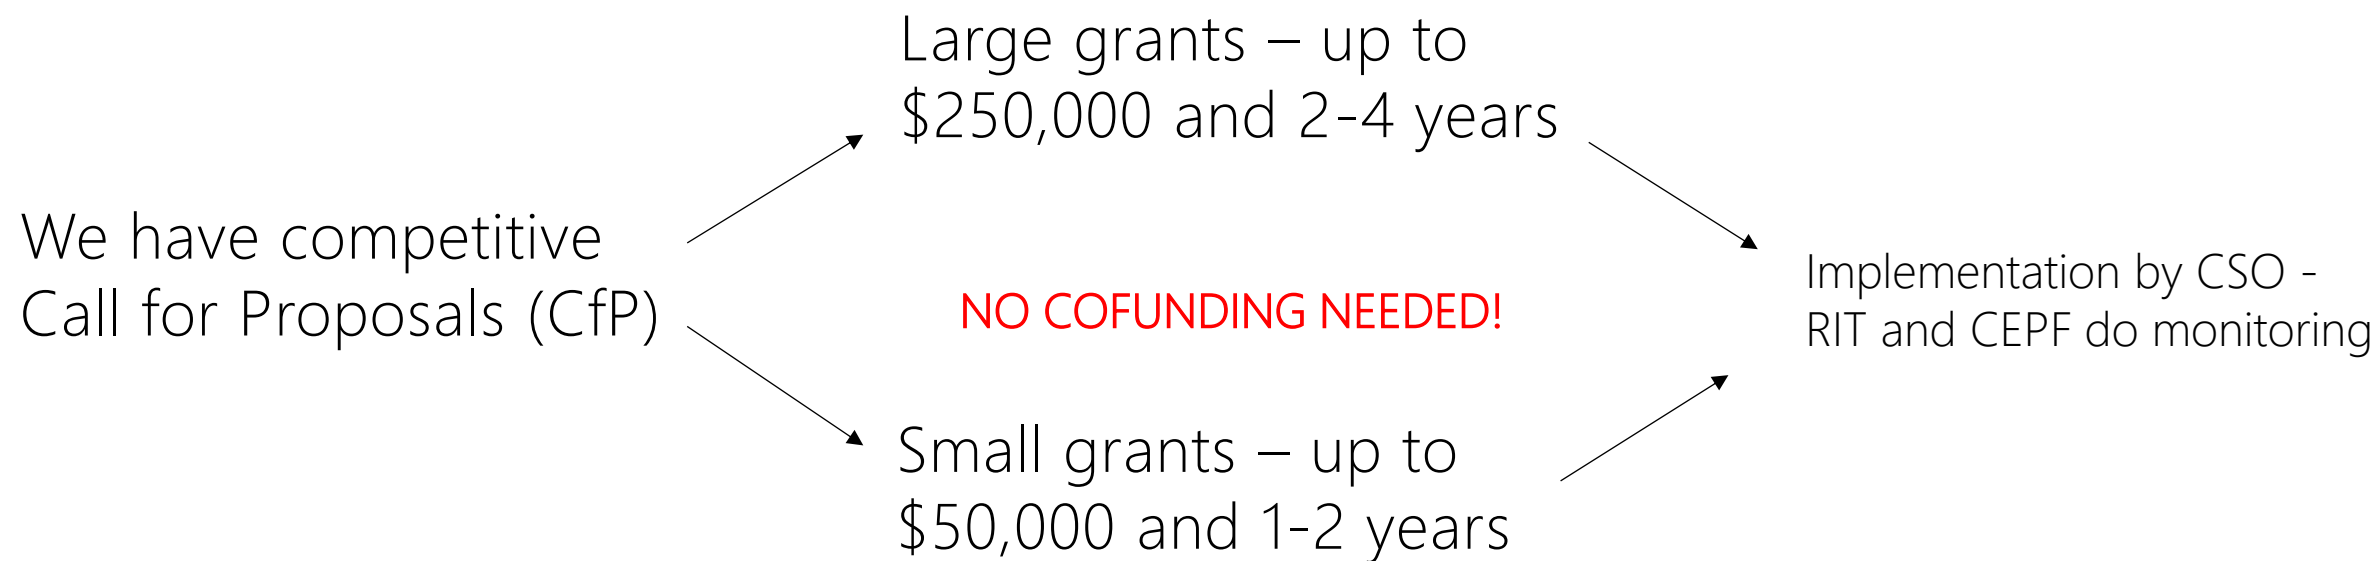 We have competitive
Call for Proposals (CfP)
Large grants – up to
$250,000 and 2-4 years
NO COFUNDING NEEDED!
Small grants – up to
$50,000 and 1-2 years
Implementation by CSO -
RIT and CEPF do monitoring